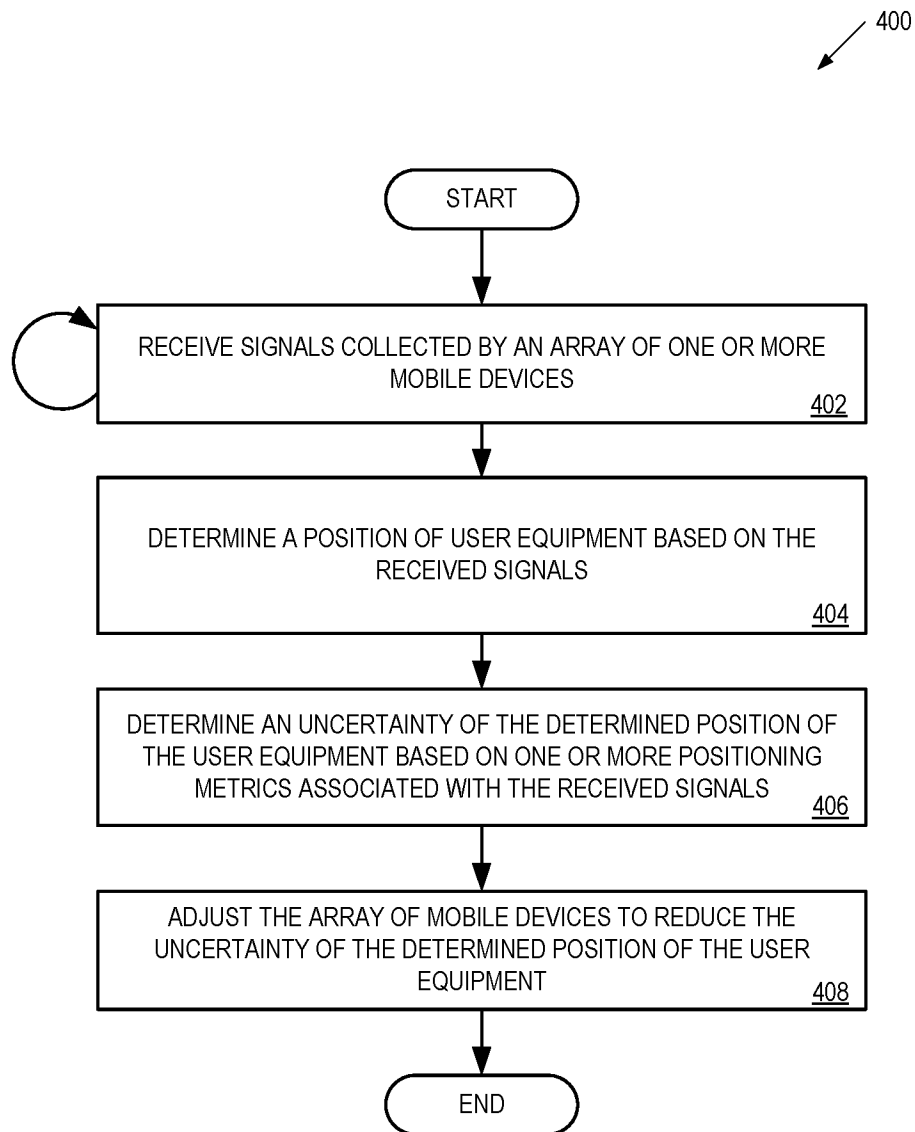 400
START
RECEIVE SIGNALS COLLECTED BY AN ARRAY OF ONE OR MORE
MOBILE DEVICES
402
DETERMINE A POSITION OF USER EQUIPMENT BASED ON THE
RECEIVED SIGNALS
404
DETERMINE AN UNCERTAINTY OF THE DETERMINED POSITION OF
THE USER EQUIPMENT BASED ON ONE OR MORE POSITIONING
METRICS ASSOCIATED WITH THE RECEIVED SIGNALS
406
ADJUST THE ARRAY OF MOBILE DEVICES TO REDUCE THE
UNCERTAINTY OF THE DETERMINED POSITION OF THE USER
EQUIPMENT
408
END